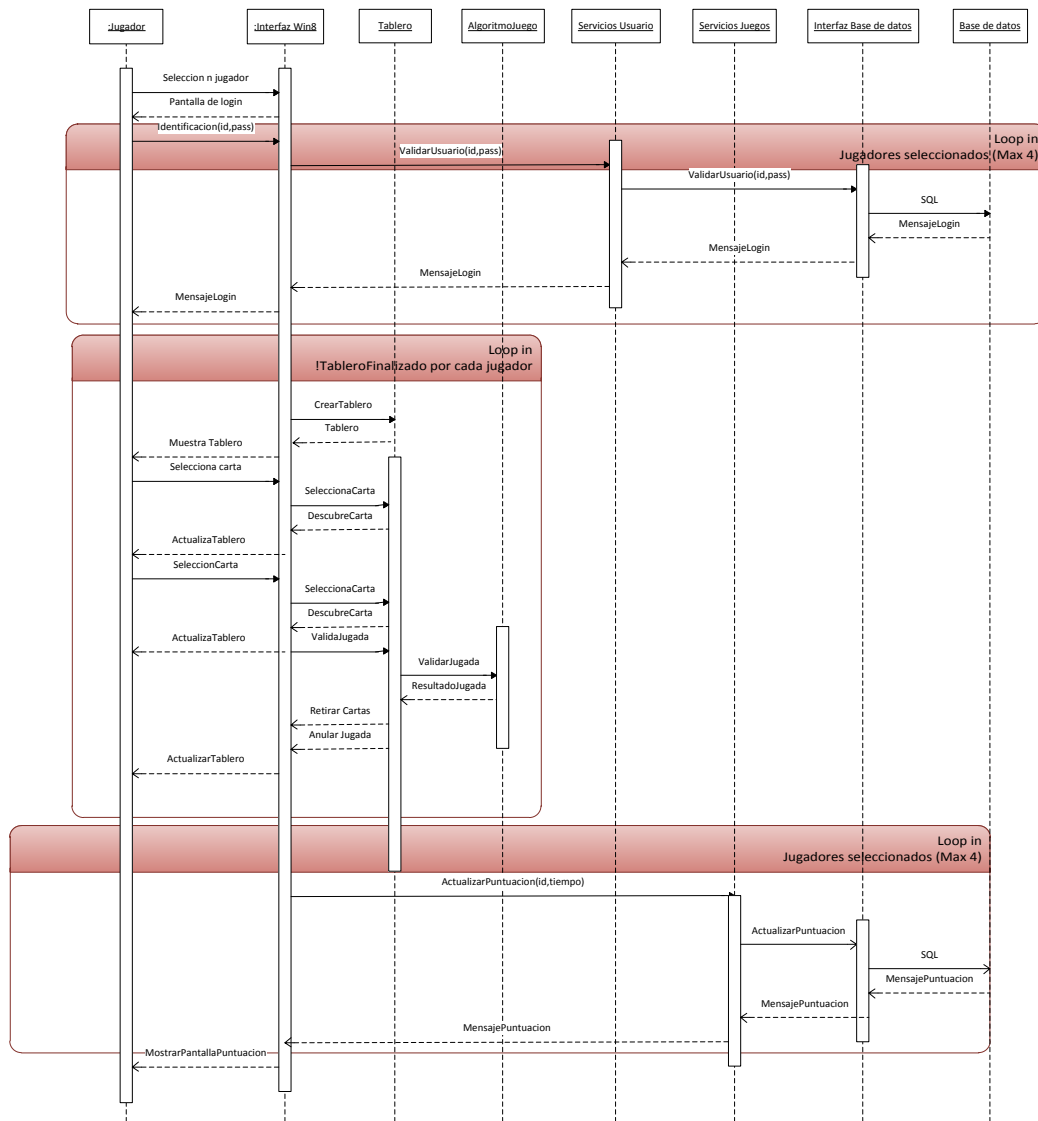 :Jugador
:Interfaz Win8
Tablero
AlgoritmoJuego
Servicios Usuario
Servicios Juegos
Interfaz Base de datos
Base de datos
Seleccion n jugador
Pantalla de login
Identificacion(id,pass)
Loop in
Jugadores seleccionados (Max 4)
ValidarUsuario(id,pass)
ValidarUsuario(id,pass)
SQL
MensajeLogin
MensajeLogin
MensajeLogin
MensajeLogin
Loop in
!TableroFinalizado por cada jugador
CrearTablero
Tablero
Muestra Tablero
Selecciona carta
SeleccionaCarta
DescubreCarta
ActualizaTablero
SeleccionCarta
SeleccionaCarta
DescubreCarta
ActualizaTablero
ValidaJugada
ValidarJugada
ResultadoJugada
Retirar Cartas
Anular Jugada
ActualizarTablero
Loop in
Jugadores seleccionados (Max 4)
ActualizarPuntuacion(id,tiempo)
ActualizarPuntuacion
SQL
MensajePuntuacion
MensajePuntuacion
MensajePuntuacion
MostrarPantallaPuntuacion